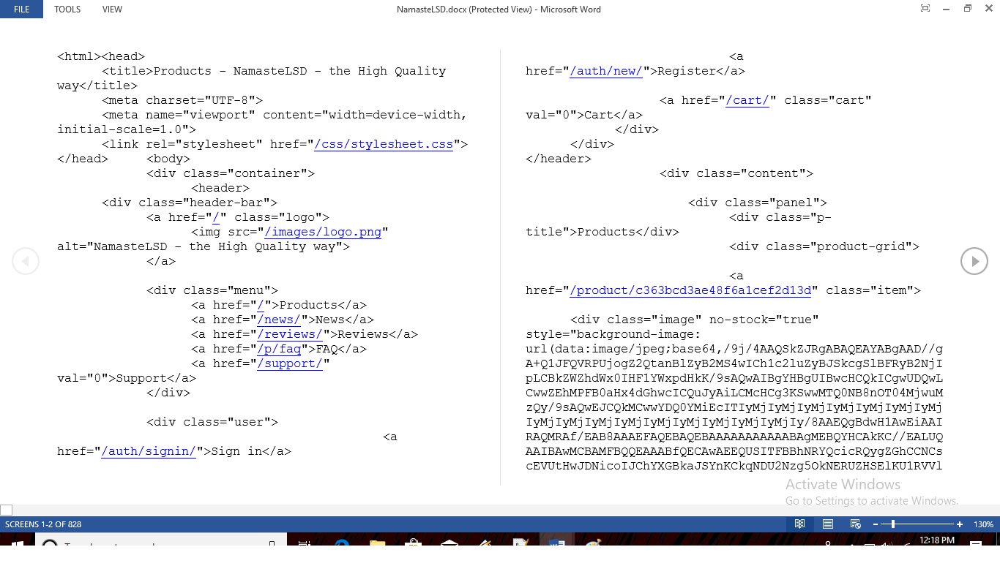 FILE TOOLS VIEW NamasteLSD.docx (Protected View) - Microsoft Word
<html><head>
<title>Products - NamasteLSD - the High Quality
way</title>
<meta charset="UTF-8">
<meta name="viewport" content="width=device-width,
initial-scale=1.0">
<link rel="stylesheet" href="/css/stylesheet.css">
</head> <body>
<div class="container">
<header>
<div class="header-bar">
<a href="/" class="logo">
<img src="/images/logo.png"
alt="NamasteLSD - the High Quality way">
</a>
<div class="menu">
<a href="/">Products</a>
<a href="/news/">News</a>
<a href="/reviews/">Reviews</a>
<a href="/p/faq">FAQ</a>
<a href="/support/"
val="0">Support</a>
</div>
<div class="user">
<a
href="/auth/signin/">Sign in</a>
<a
href="/auth/new/">Register</a>
<a href="/cart/" class="cart"
val="0">Cart</a>
</div>
</div>
</header>
<div class="content">
<div class="panel">
<div class="p-
title">Products</div>
<div class="product-grid">
<a
href="/product/c363bcd3ae48f6a1cef2d13d" class="item">
<div class="image" no-stock="true"
style="background-image:
url(data:image/jpeg;base64,/9j/4AAQSkZJRgABAQEAYABgAAD//g
A+Q1JFQVRPUjogZ2QtanBlZyB2MS4wICh1c2luZyBJSkcgSlBFRyB2NjI
pLCBkZWZhdWx0IHF1YWxpdHkK/9sAQwAIBgYHBgUIBwcHCQkICgwUDQwL
CwwZEhMPFB0aHx4dGhwcICQuJyAiLCMcHCg3KSwwMTQ0NB8nOT04MjwuM
zQy/9sAQwEJCQkMCwwYDQ0YMiEcITIyMjIyMjIyMjIyMjIyMjIyMjIyMj
IyMjIyMjIyMjIyMjIyMjIyMjIyMjIyMjIyMjIy/8AAEQgBdwH1AwEiAAI
RAQMRAf/EAB8AAAEFAQEBAQEBAAAAAAAAAAABAgMEBQYHCAkKC//EALUQ
AAIBAwMCBAMFBQQEAAABfQECAwAEEQUSITFBBhNRYQcicRQygZGhCCNCs
cEVUtHwJDNicoIJChYXGBkaJSYnKCkqNDU2Nzg5OkNERUZHSElKU1RVVl
Activate Windows
Go to Settings to activate Windows.
SCREENS 1-2 OF 828 130%
12:18 PM